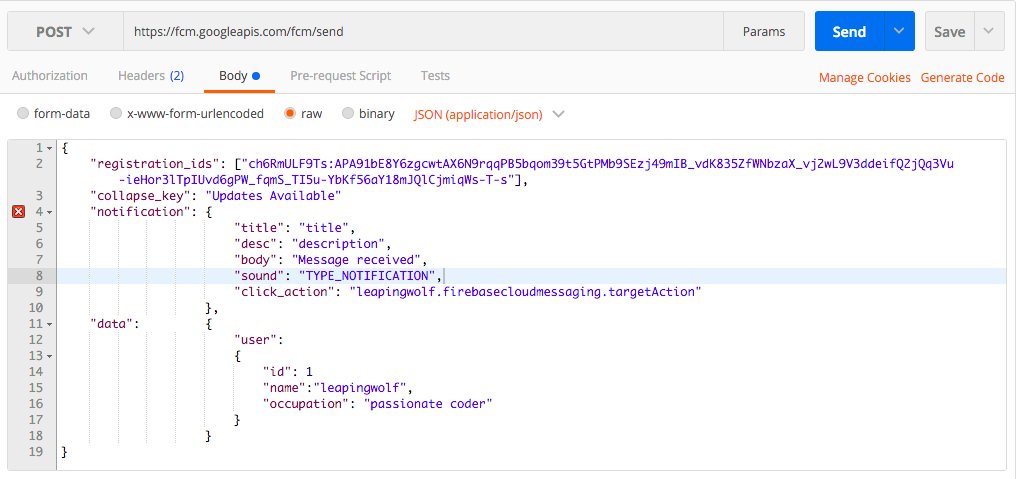 POST https://fcm.googleapis.com/fcm/send Params Send Save
Authorization Headers (2) Body Pre-request Script Tests Manage Cookies Generate Code
form-data x-www-form-urlencoded raw binary JSON (application/json)
1 {
2 "registration_ids": ["ch6RmULF9Ts:APA91bE8Y6zgcwtAX6N9rqqPB5bqom39t5GtPMb9SEzj49mIB_vdK835ZfWNbzaX_vj2wL9V3ddeifQ2jQq3Vu
-ieHor3lTpIUvd6gPW_fqmS_TI5u-YbKf56aY18mJQlCjmiqWs-T-s"],
3 "collapse_key": "Updates Available"
4 "notification": {
5 "title": "title",
6 "desc": "description",
7 "body": "Message received",
8 "sound": "TYPE_NOTIFICATION",
9 "click_action": "leapingwolf.firebasecloudmessaging.targetAction"
10 },
11 "data": {
12 "user":
13 {
14 "id": 1
15 "name":"leapingwolf",
16 "occupation": "passionate coder"
17 }
18 }
19 }